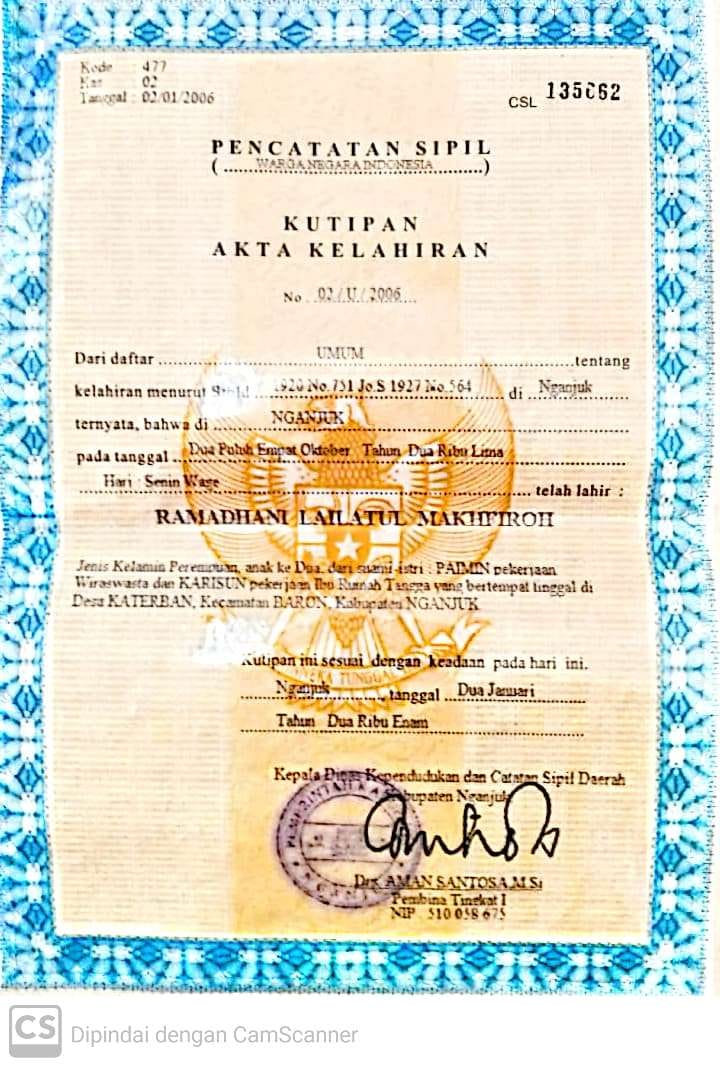 Kode : 477
Kas : 02
Tanggal : 02/01/2006
CSL 135662
PENCATATAN SIPIL
( WARGA NEGARA INDONESIA )
KUTIPAN
AKTA KELAHIRAN
No. 02 / U / 2006
Dari daftar UMUM tentang
kelahiran menurut Stbld 1920 No.751 Jo.S 1927 No.564 di Nganjuk
ternyata, bahwa di NGANJUK
pada tanggal Dua Puluh Empat Oktober Tahun Dua Ribu Lima
Hari : Senin Wage telah lahir :
RAMADHANI LAILATUL MAKHFIROH
Jenis Kelamin Perempuan, anak ke Dua, dari suami-istri : PAIMIN pekerjaan
Wiraswasta dan KARISUN pekerjaan Ibu Rumah Tangga yang bertempat tinggal di
Desa KATERBAN, Kecamatan BARON, Kabupaten NGANJUK
Kutipan ini sesuai dengan keadaan pada hari ini.
Nganjuk, tanggal Dua Januari
Tahun Dua Ribu Enam
Kepala Dinas Kependudukan dan Catatan Sipil Daerah
Kabupaten Nganjuk
PEMERINTAH KAB
Drs. AMAN SANTOSA, M.Si
Pembina Tingkat I
NIP. 510 058 675
CS Dipindai dengan CamScanner